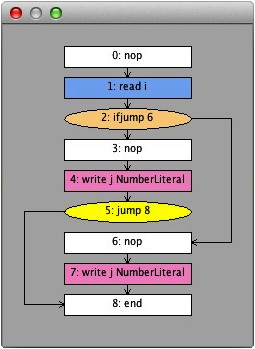 0: nop
1: read i
2: ifjump 6
3: nop
4: write j NumberLiteral
5: jump 8
6: nop
7: write j NumberLiteral
8: end